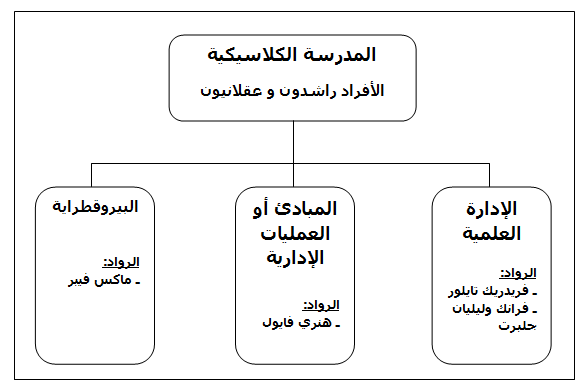 المدرسة الكلاسيكية
الأفراد راشدون و عقلانيون
الإدارة
العلمية
الرواد:
ـ فريدريك تايلور
ـ فرانك وليليان
جلبرت
المبادئ أو
العمليات
الإدارية
الرواد:
ـ هنري فايول
البيروقطراية
الرواد:
ـ ماكس فيبر